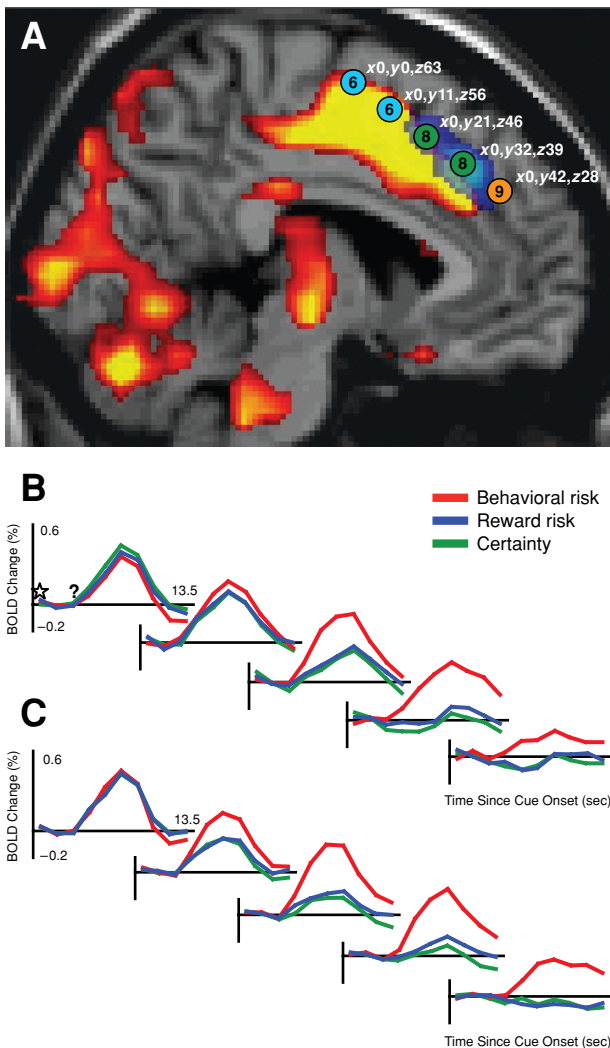 A
x0,y0,z63
6
x0,y11,z56
6
x0,y21,z46
8
x0,y32,z39
8
x0,y42,z28
9
B
Behavioral risk
Reward risk
Certainty
BOLD Change (%)
0.6
?
13.5
−0.2
Time Since Cue Onset (sec)
C
BOLD Change (%)
0.6
13.5
−0.2
Time Since Cue Onset (sec)